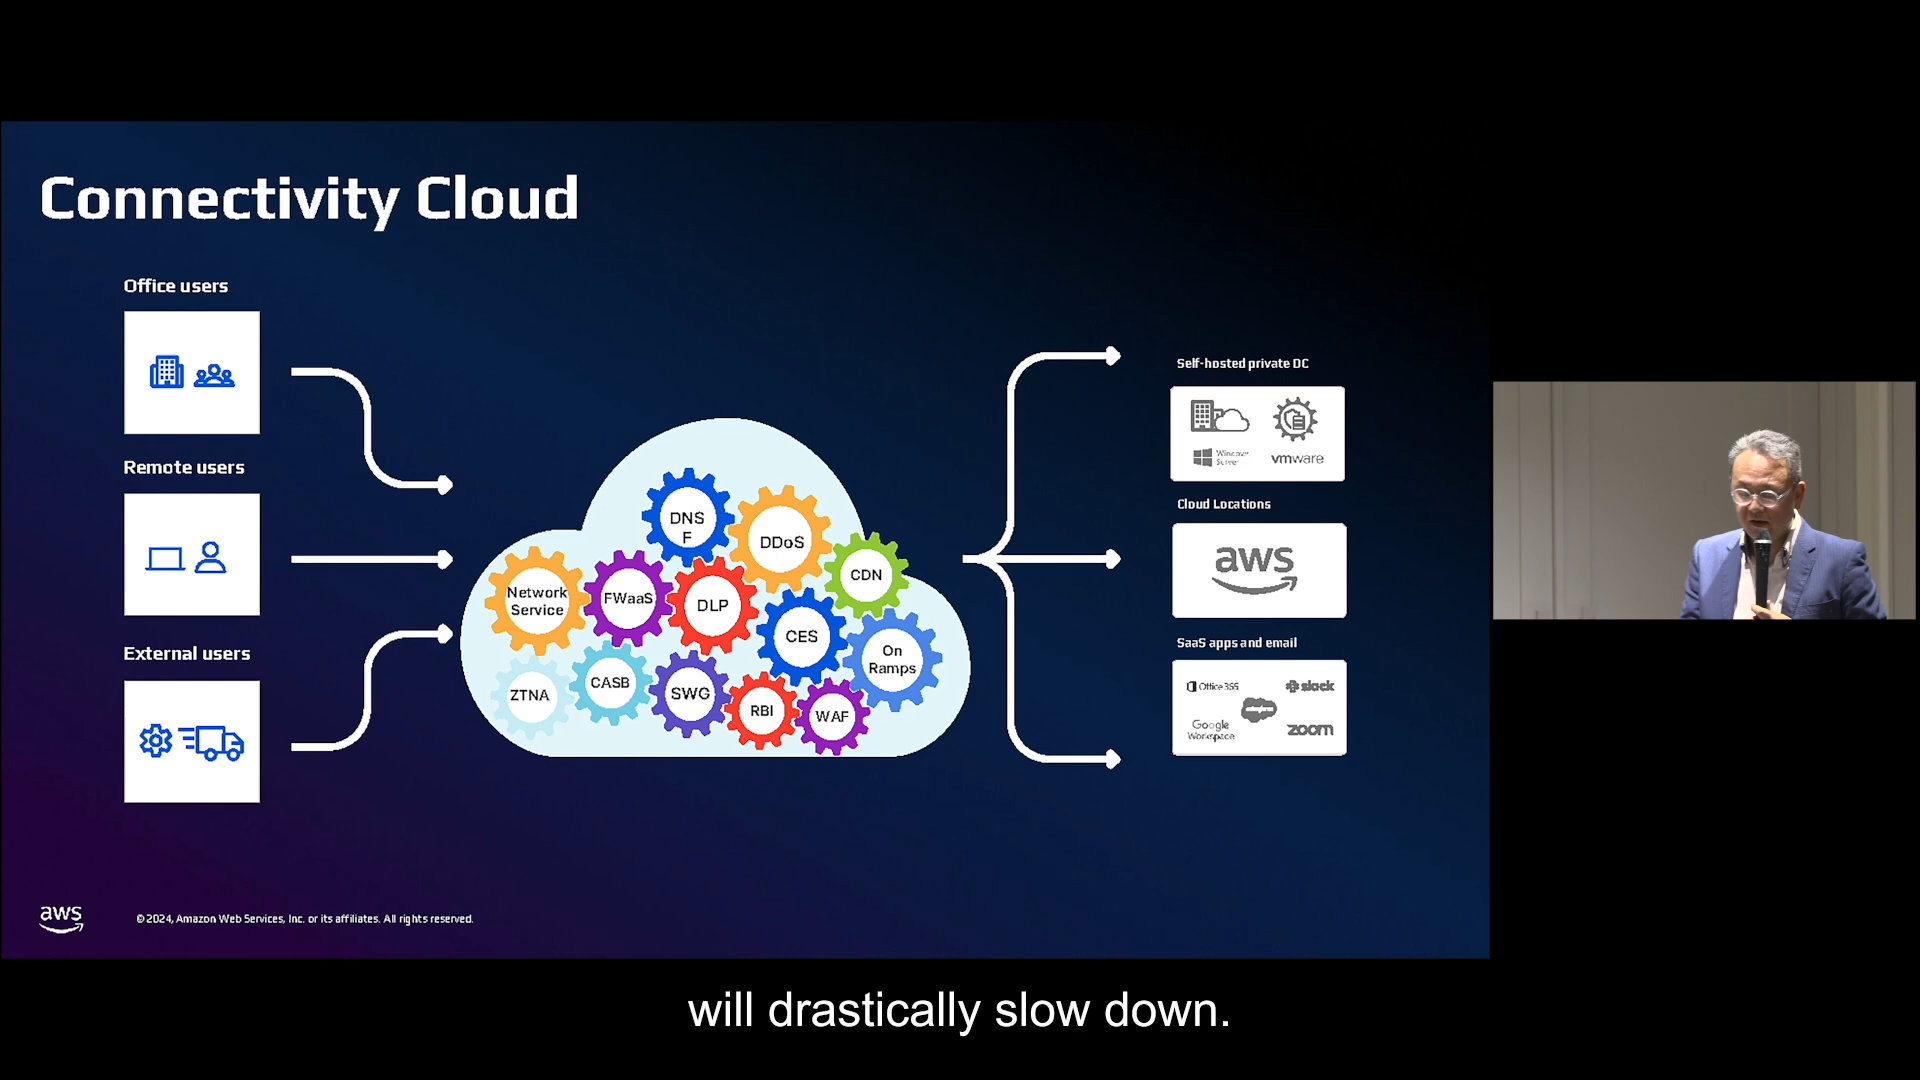 Connectivity Cloud
Office users
Remote users
External users
DNS
F
DDoS
CDN
Network
Service
FWaaS
DLP
CES
On
Ramps
ZTNA
CASB
SWG
RBI
WAF
Self-hosted private DC
Windows
Server
vmware
Cloud Locations
aws
SaaS apps and email
Office 365
slack
salesforce
Google
Workspace
zoom
aws
© 2024, Amazon Web Services, Inc. or its affiliates. All rights reserved.
will drastically slow down.